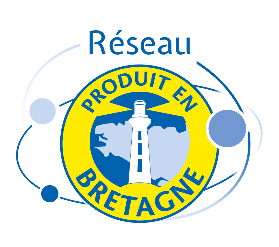 Réseau
PRODUIT EN
BRETAGNE